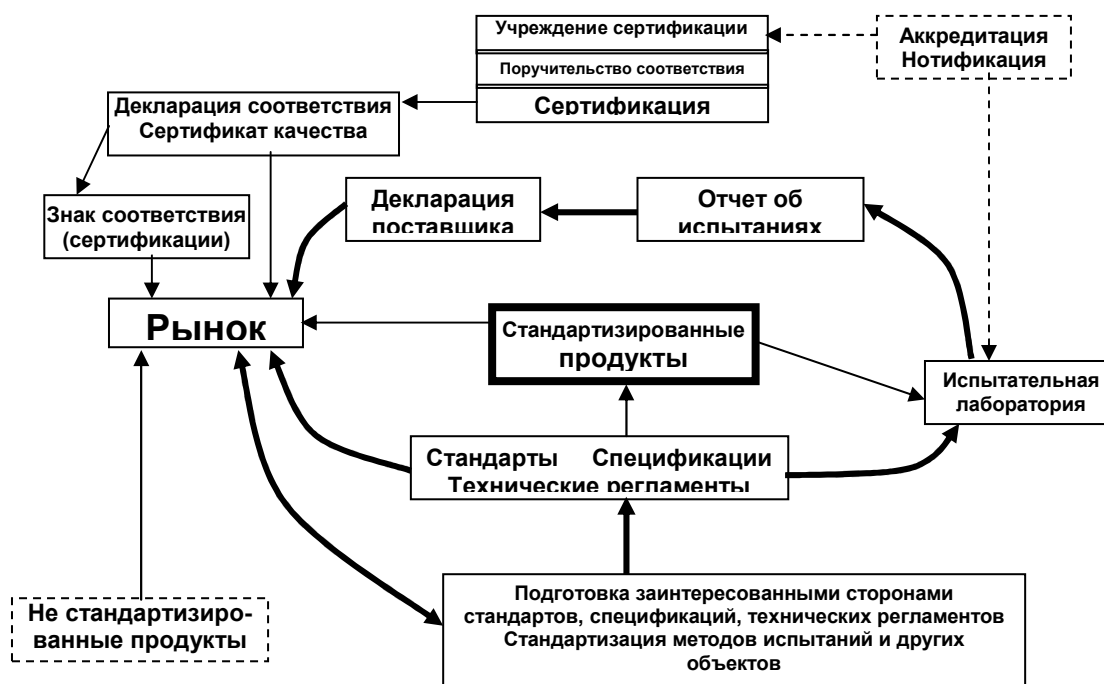 Учреждение сертификации
Поручительство соответствия
Сертификация
Аккредитация
Нотификация
Декларация соответствия
Сертификат качества
Знак соответствия
(сертификации)
Декларация
поставщика
Отчет об
испытаниях
Рынок
Стандартизированные
продукты
Испытательная
лаборатория
Стандарты Спецификации
Технические регламенты
Не стандартизиро-
ванные продукты
Подготовка заинтересованными сторонами
стандартов, спецификаций, технических регламентов
Стандартизация методов испытаний и других
объектов